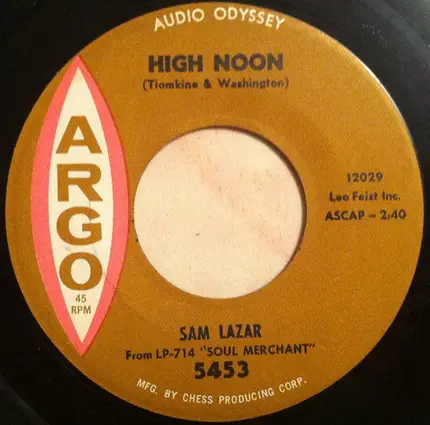 AUDIO ODYSSEY
HIGH NOON
(Tiomkine & Washington)
ARGO
45
RPM
12029
Leo Feist Inc.
ASCAP - 2:40
SAM LAZAR
From LP-714 "SOUL MERCHANT"
5453
MFG. BY CHESS PRODUCING CORP.